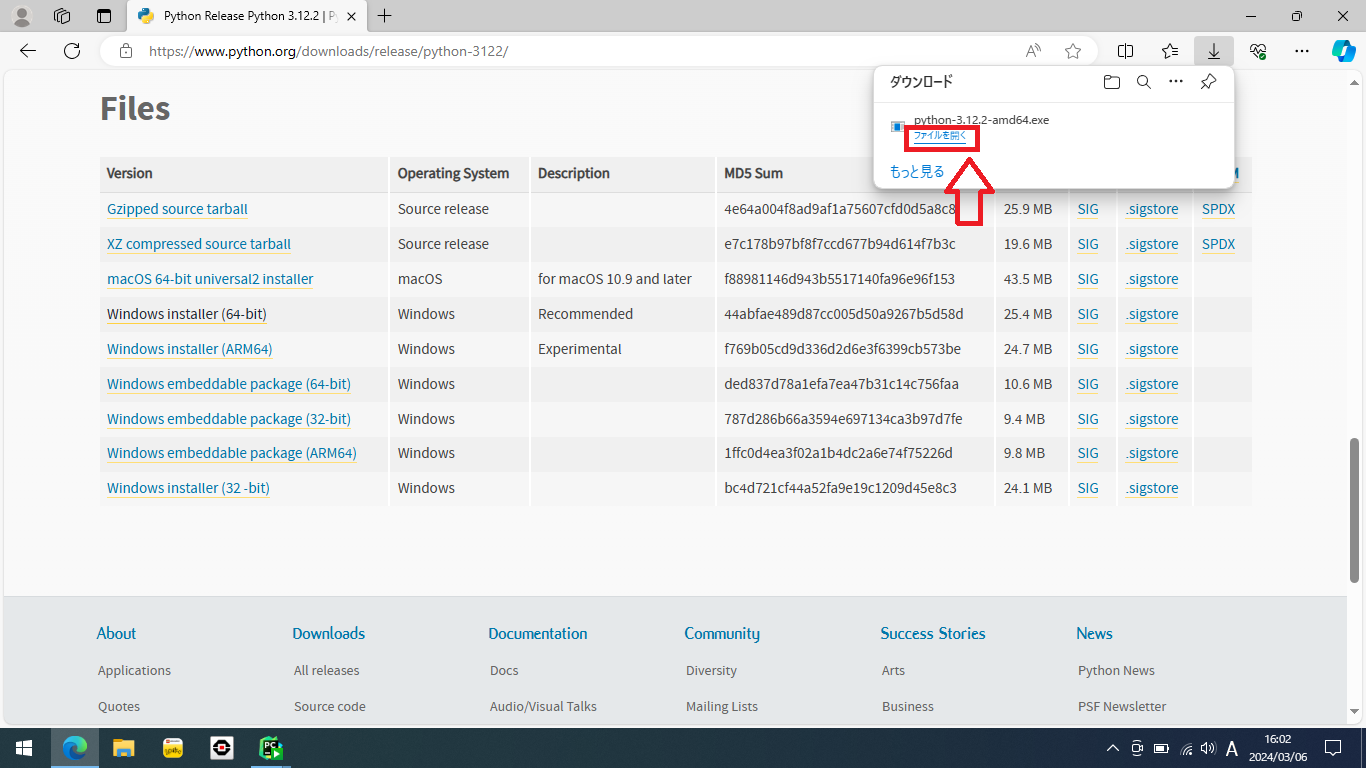 Python Release Python 3.12.2 | P
https://www.python.org/downloads/release/python-3122/
ダウンロード
python-3.12.2-amd64.exe
ファイルを開く
もっと見る
Files
Version Operating System Description MD5 Sum
Gzipped source tarball Source release 4e64a004f8ad9af1a75607cfd0d5a8c8 25.9 MB SIG .sigstore SPDX
XZ compressed source tarball Source release e7c178b97bf8f7ccd677b94d614f7b3c 19.6 MB SIG .sigstore SPDX
macOS 64-bit universal2 installer macOS for macOS 10.9 and later f88981146d943b5517140fa96e96f153 43.5 MB SIG .sigstore
Windows installer (64-bit) Windows Recommended 44abfae489d87cc005d50a9267b5d58d 25.4 MB SIG .sigstore
Windows installer (ARM64) Windows Experimental f769b05cd9d336d2d6e3f6399cb573be 24.7 MB SIG .sigstore
Windows embeddable package (64-bit) Windows ded837d78a1efa7ea47b31c14c756faa 10.6 MB SIG .sigstore
Windows embeddable package (32-bit) Windows 787d286b66a3594e697134ca3b97d7fe 9.4 MB SIG .sigstore
Windows embeddable package (ARM64) Windows 1ffc0d4ea3f02a1b4dc2a6e74f75226d 9.8 MB SIG .sigstore
Windows installer (32 -bit) Windows bc4d721cf44a52fa9e19c1209d45e8c3 24.1 MB SIG .sigstore
About Downloads Documentation Community Success Stories News
Applications All releases Docs Diversity Arts Python News
Quotes Source code Audio/Visual Talks Mailing Lists Business PSF Newsletter
A 16:02
2024/03/06